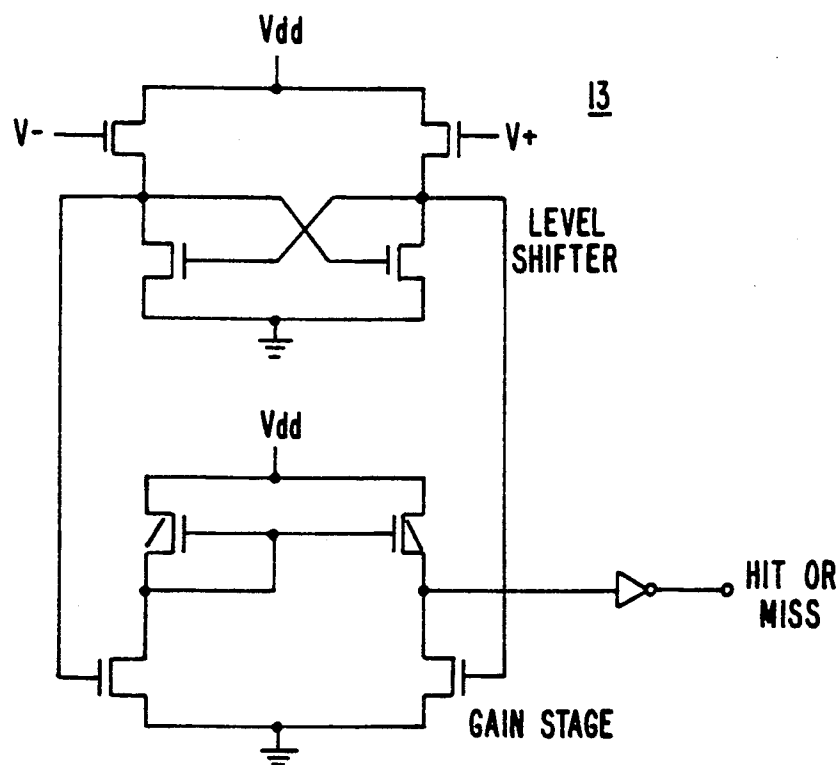 Vdd
13
V-
V+
LEVEL
SHIFTER
Vdd
HIT OR
MISS
GAIN STAGE